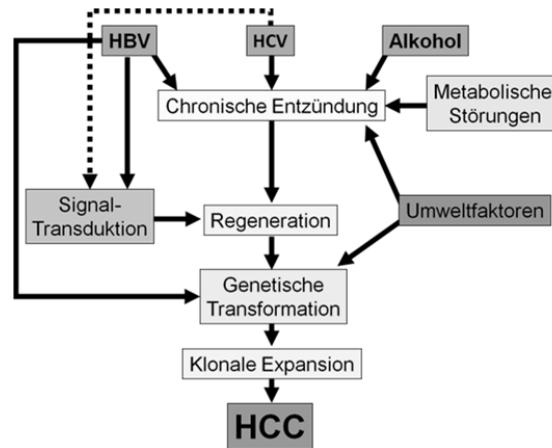 HBV
HCV
Alkohol
Chronische Entzündung
Metabolische
Störungen
Signal-
Transduktion
Regeneration
Umweltfaktoren
Genetische
Transformation
Klonale Expansion
HCC